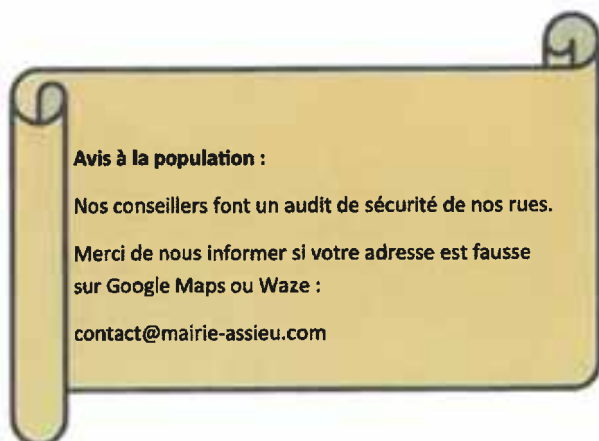 Avis à la population :
Nos conseillers font un audit de sécurité de nos rues.
Merci de nous informer si votre adresse est fausse
sur Google Maps ou Waze :
contact@mairie-assieu.com